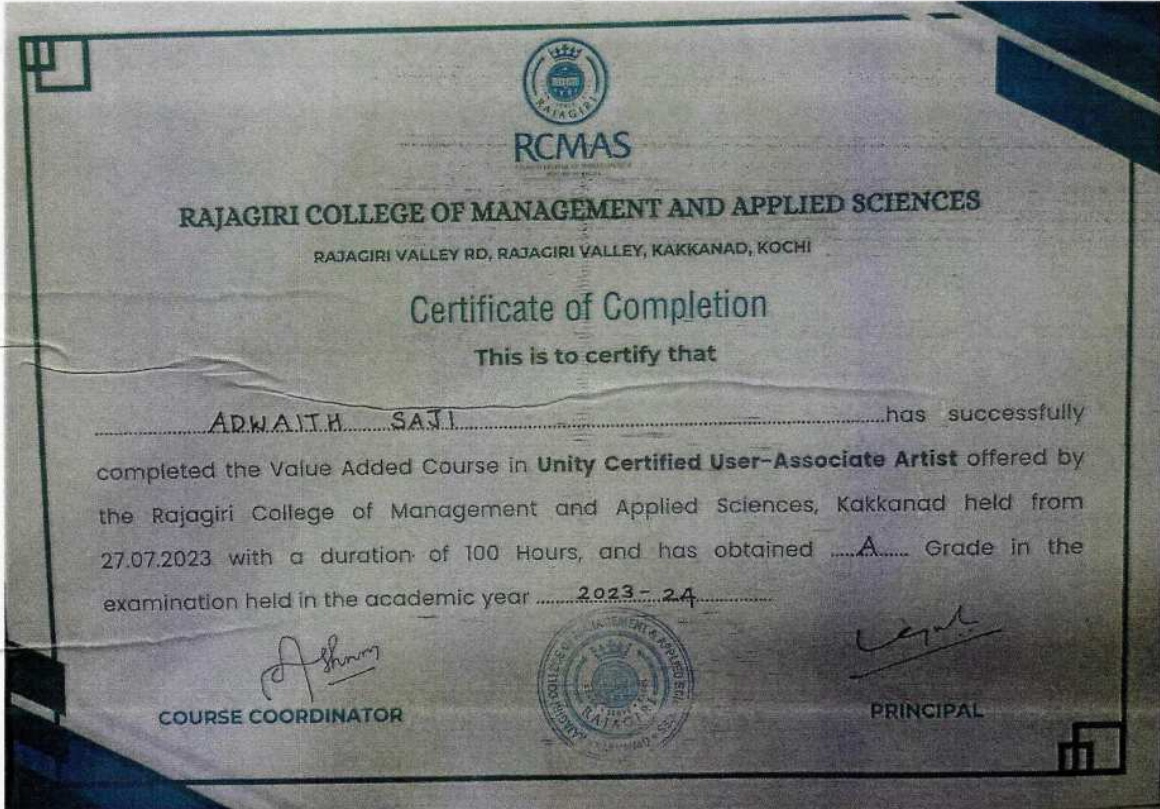 RAJAGIRI
RCMAS
RAJAGIRI COLLEGE OF MANAGEMENT AND APPLIED SCIENCES
RAJAGIRI VALLEY RD, RAJAGIRI VALLEY, KAKKANAD, KOCHI
Certificate of Completion
This is to certify that
ADWAITH SAJI has successfully
completed the Value Added Course in Unity Certified User-Associate Artist offered by
the Rajagiri College of Management and Applied Sciences, Kakkanad held from
27.07.2023 with a duration of 100 Hours, and has obtained A Grade in the
examination held in the academic year 2023-24
RAJAGIRI
COURSE COORDINATOR
PRINCIPAL